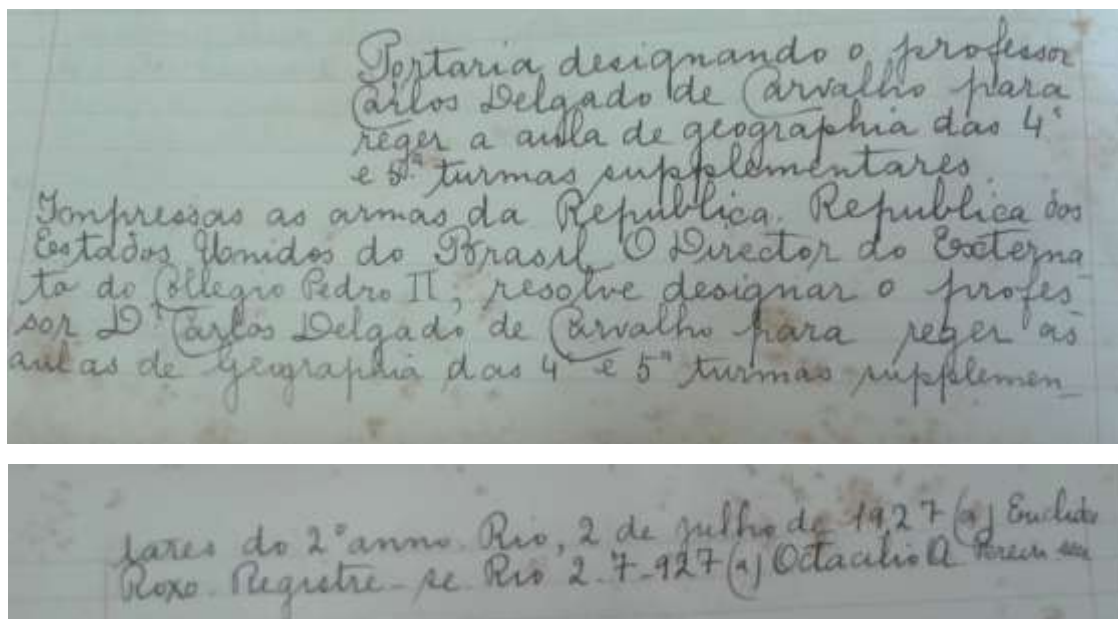 Portaria designando o professor
Carlos Delgado de Carvalho para
reger a aula de geographia das 4ª
e 5ª turmas supplementares.
Impressas as armas da Republica. Republica dos
Estados Unidos do Brasil O Director do Externa
to do Collegio Pedro II, resolve designar o profes
sor Dr Carlos Delgado de Carvalho para reger as
aulas de Geographia das 4ª e 5ª turmas supplemen_
tares do 2º anno. Rio, 2 de julho de 1927 (a) Euclides
Roxo. Registre-se Rio 2-7-927 (a) Octacilio A Pereira